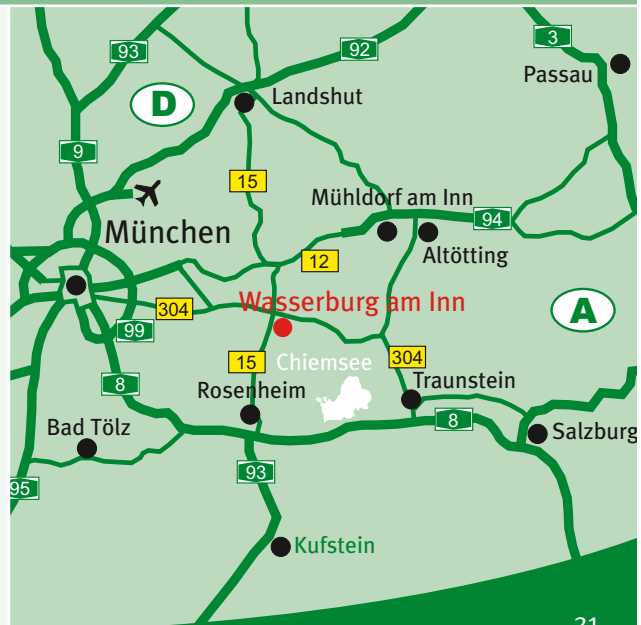 3
93
92
Passau
D
Landshut
9
15
Mühldorf am Inn
94
München
Altötting
12
304
Wasserburg am Inn
A
99
Chiemsee
304
15
8
Rosenheim
Traunstein
8
Bad Tölz
Salzburg
93
95
Kufstein
21